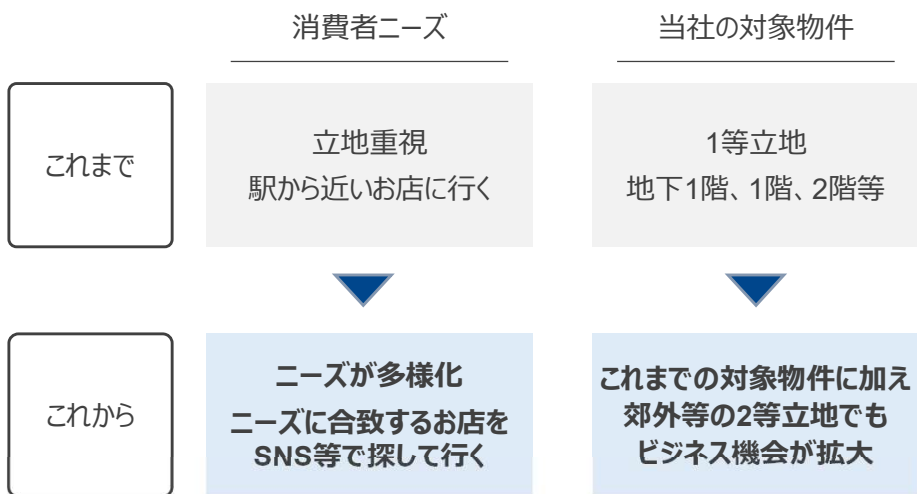 消費者ニーズ
当社の対象物件
これまで
立地重視
駅から近いお店に行く
1等立地
地下1階、1階、2階等
これから
ニーズが多様化
ニーズに合致するお店を
SNS等で探して行く
これまでの対象物件に加え
郊外等の2等立地でも
ビジネス機会が拡大